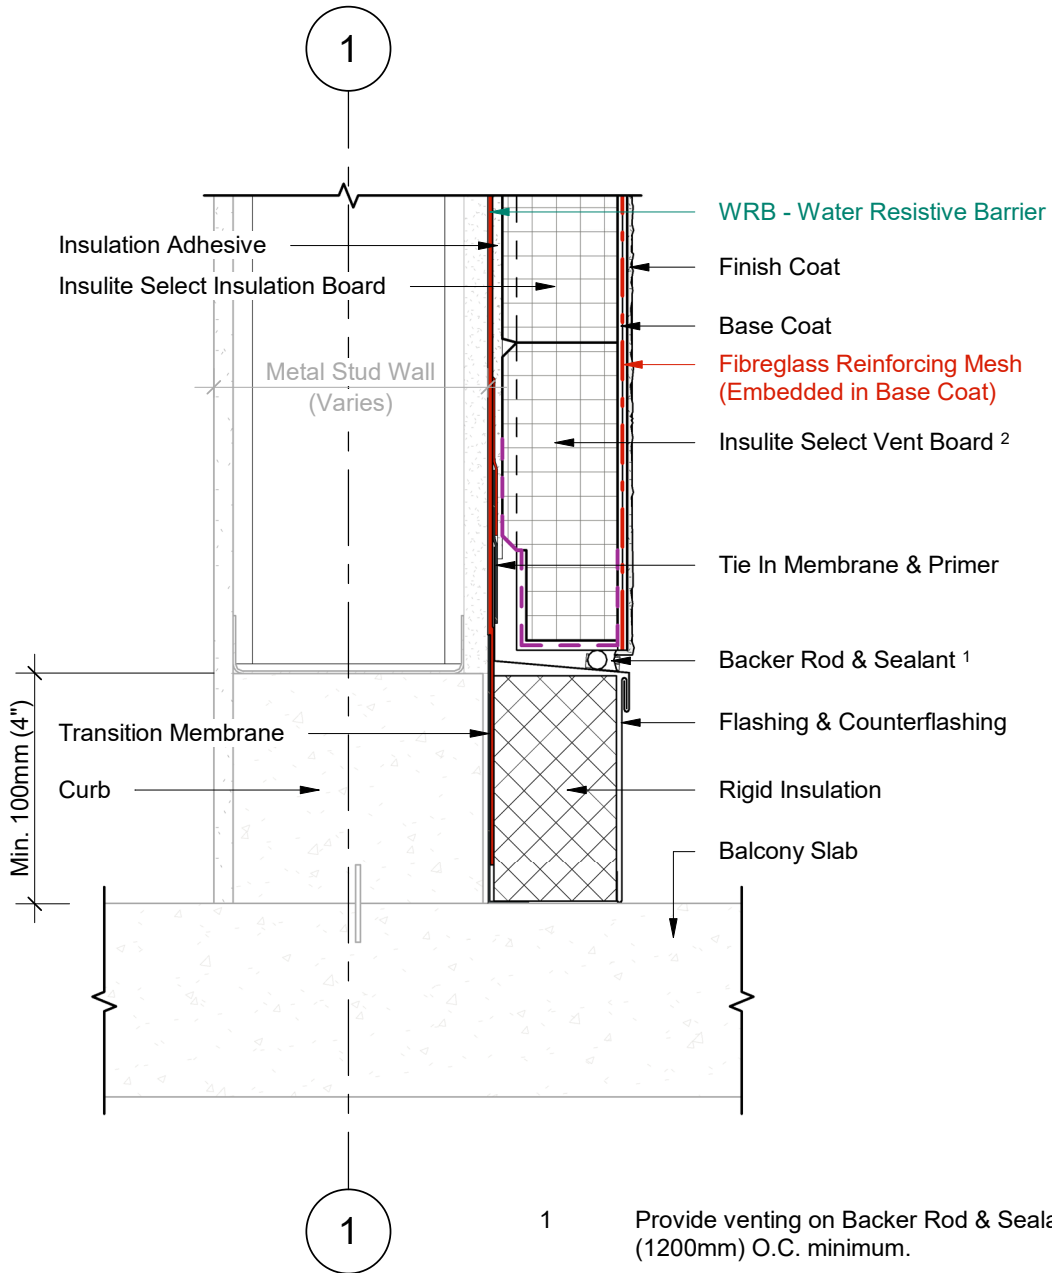 1
WRB - Water Resistive Barrier
Insulation Adhesive
Finish Coat
Insulite Select Insulation Board
Base Coat
Metal Stud Wall
(Varies)
Fibreglass Reinforcing Mesh
(Embedded in Base Coat)
Insulite Select Vent Board 2
Tie In Membrane & Primer
Backer Rod & Sealant 1
Flashing & Counterflashing
Transition Membrane
Min. 100mm (4")
Curb
Rigid Insulation
Balcony Slab
1
1 Provide venting on Backer Rod &
(1200mm) O.C. minimum.